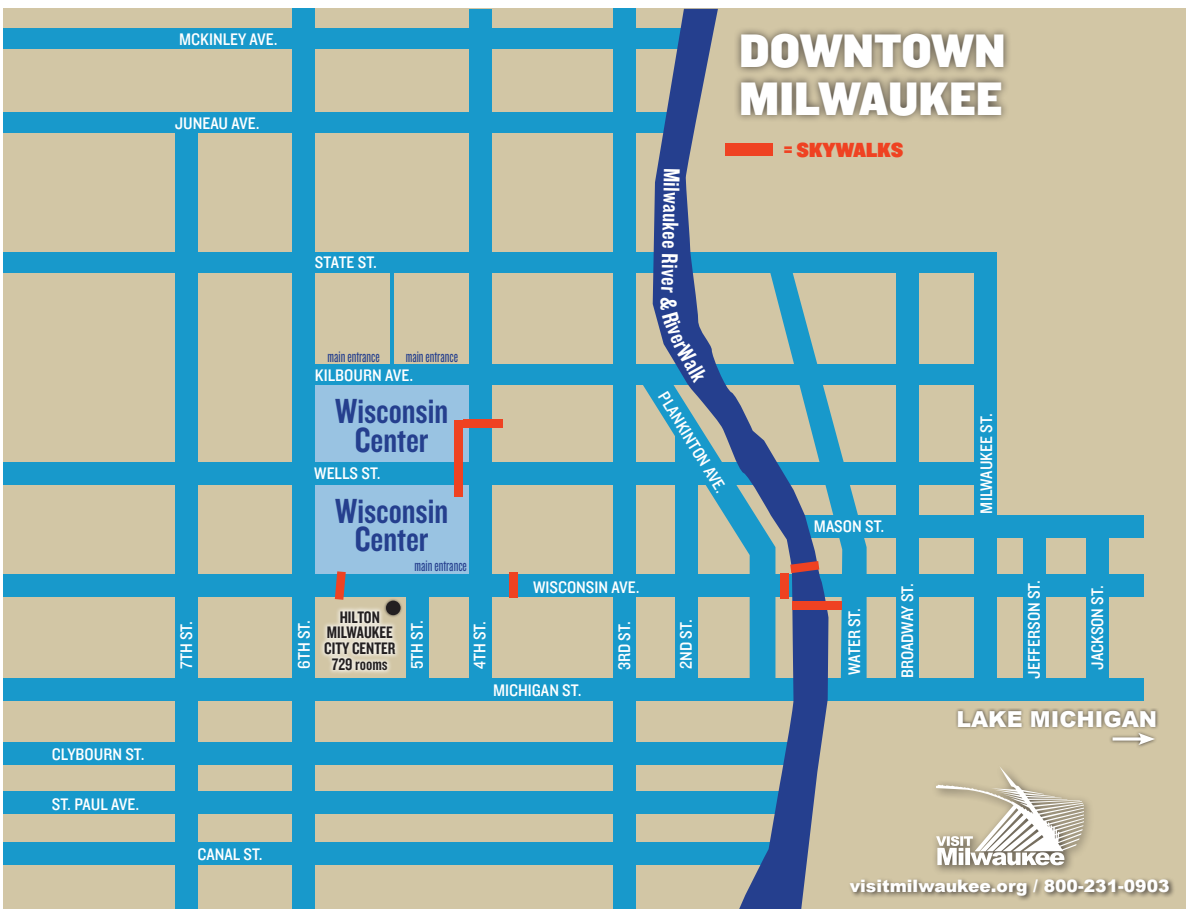 DOWNTOWN
MILWAUKEE
= SKYWALKS
MCKINLEY AVE.
JUNEAU AVE.
Milwaukee River & RiverWalk
STATE ST.
main entrance
main entrance
KILBOURN AVE.
Wisconsin
Center
PLANKINTON AVE.
MILWAUKEE ST.
WELLS ST.
Wisconsin
Center
main entrance
MASON ST.
WISCONSIN AVE.
HILTON
MILWAUKEE
CITY CENTER
729 rooms
7TH ST.
6TH ST.
5TH ST.
4TH ST.
3RD ST.
2ND ST.
WATER ST.
BROADWAY ST.
JEFFERSON ST.
JACKSON ST.
MICHIGAN ST.
LAKE MICHIGAN
CLYBOURN ST.
ST. PAUL AVE.
CANAL ST.
VISIT
Milwaukee
visitmilwaukee.org / 800-231-0903